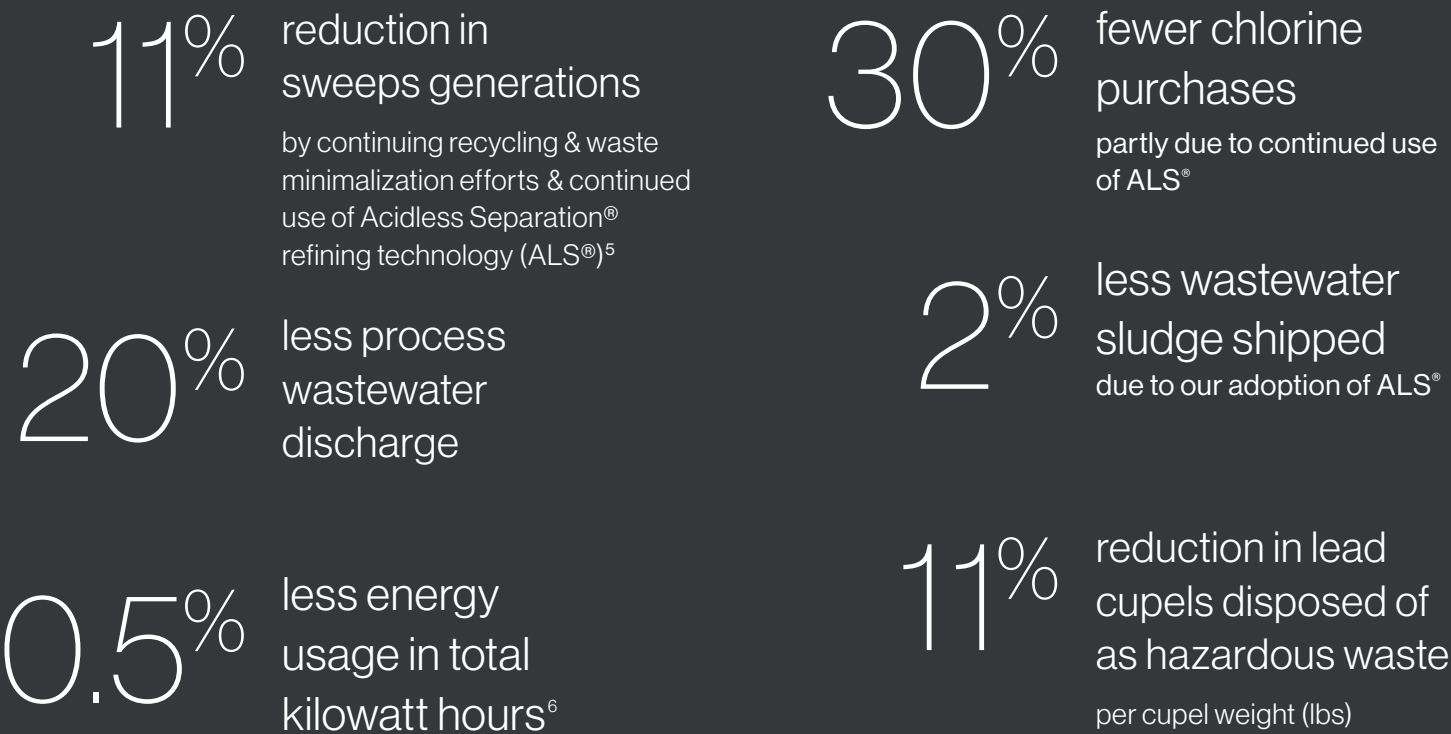 11%
reduction in
sweeps generations
by continuing recycling & waste
minimalization efforts & continued
use of Acidless Separation®
refining technology (ALS®)⁵
20%
less process
wastewater
discharge
0.5%
less energy
usage in total
kilowatt hours⁶
30%
fewer chlorine
purchases
partly due to continued use
of ALS®
2%
less wastewater
sludge shipped
due to our adoption of ALS®
11%
reduction in lead
cupels disposed of
as hazardous waste
per cupel weight (lbs)